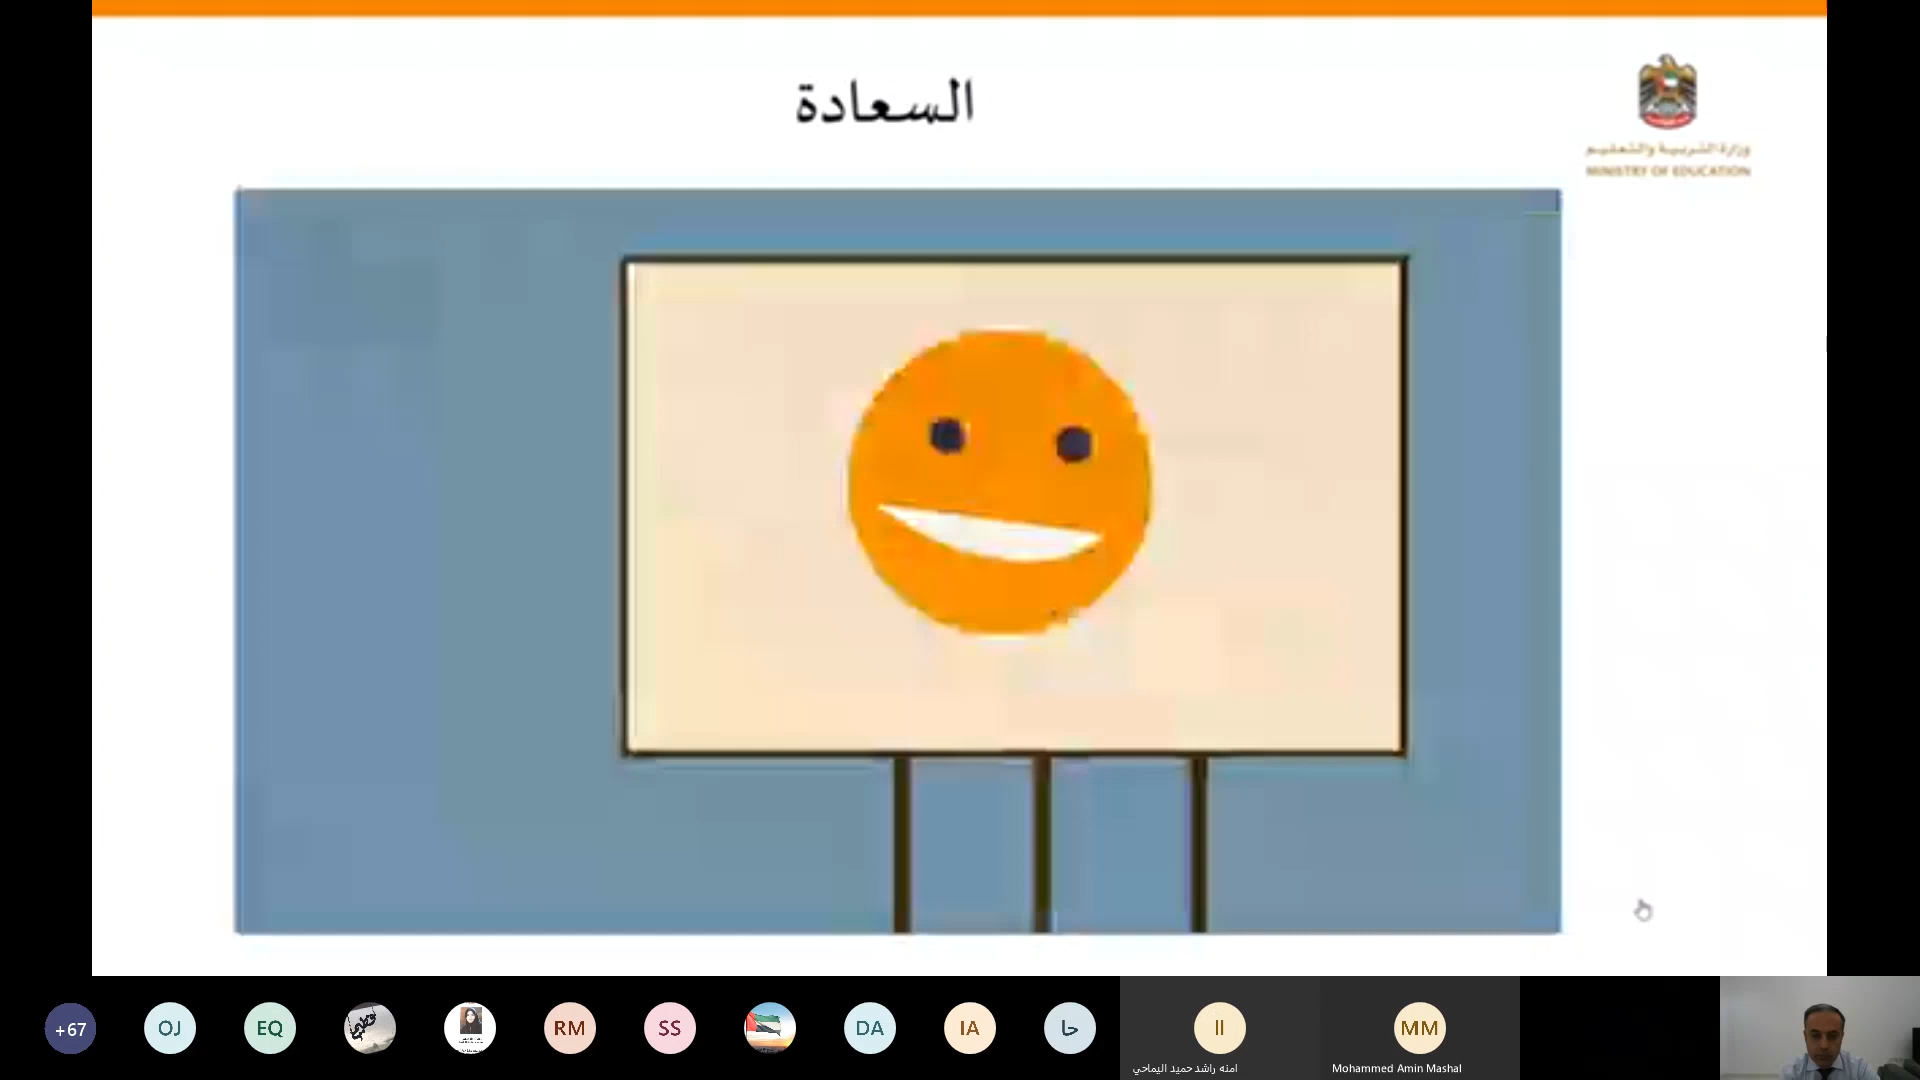 السعادة
وزارة التربية والتعليم
MINISTRY OF EDUCATION
+67
OJ
EQ
RM
SS
DA
IA
حا
II
MM
امنه راشد حميد اليماحي
Mohammed Amin Mashal